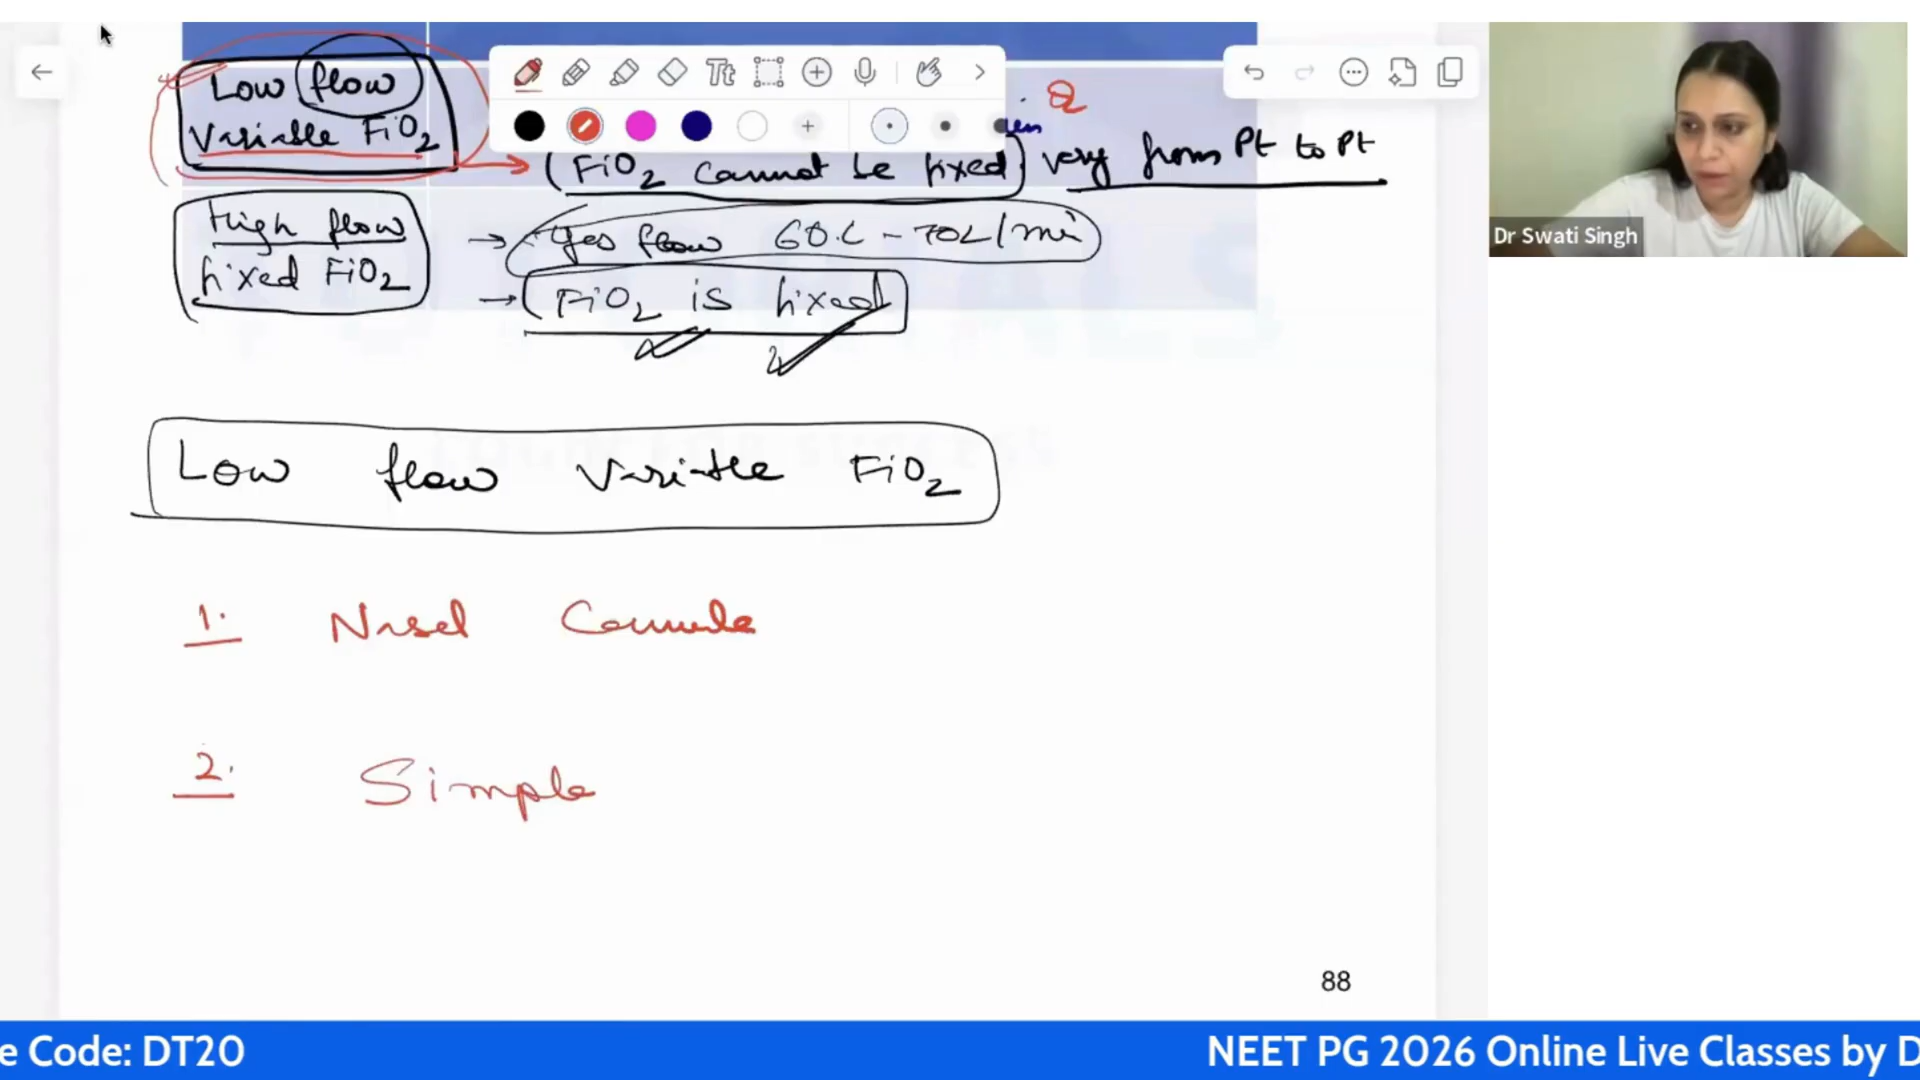 Low flow
Variable FiO2
Q
FiO2 cannot be fixed vary from Pt to Pt
High flow
fixed FiO2
→ gas flow 60L - 70L/min
→ FiO2 is fixed
Dr Swati Singh
Low flow Variable FiO2
1. Nasal Cannula
2. Simple
88
e Code: DT20
NEET PG 2026 Online Live Classes by D